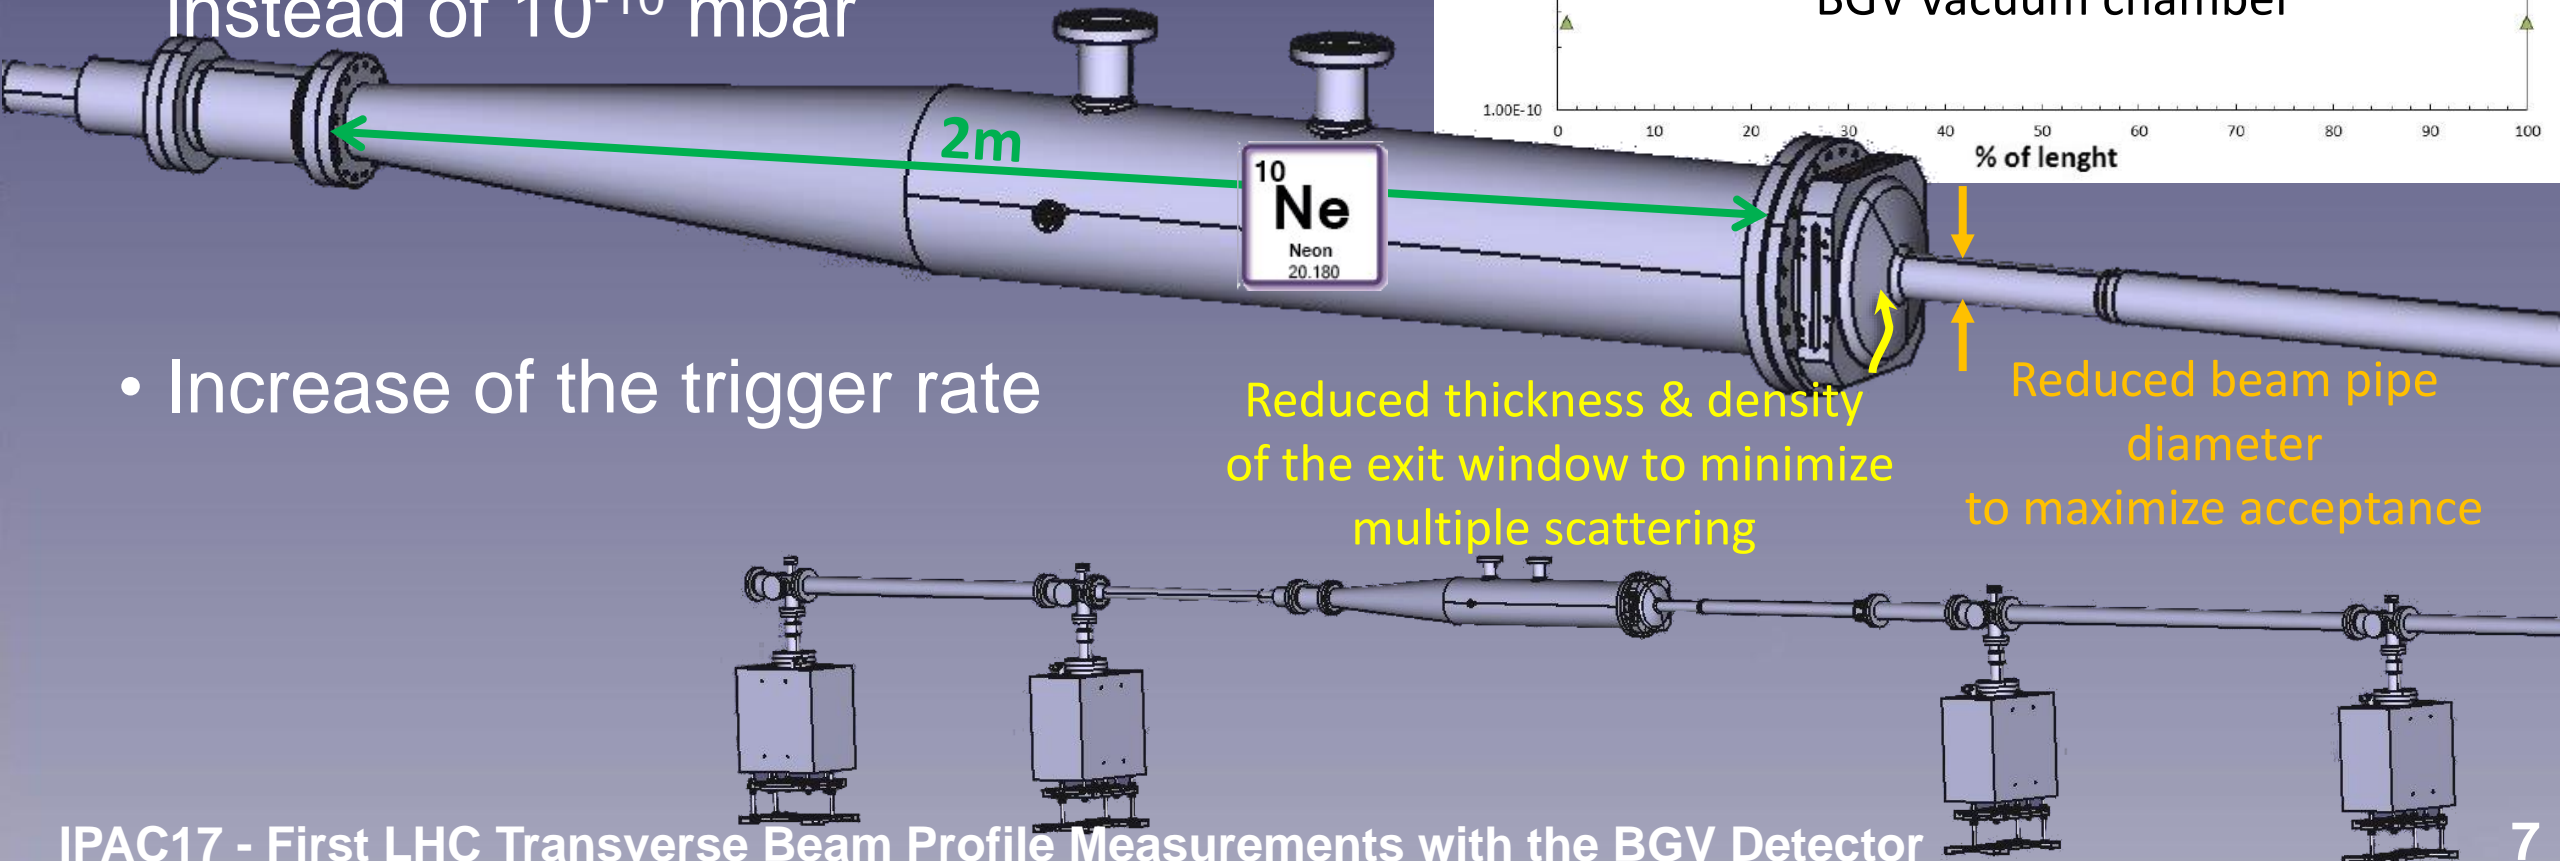 instead of 10⁻¹⁰ mbar
BGV vacuum chamber
1.00E-10
0 10 20 30 40 50 60 70 80 90 100
% of lenght
2m
10
Ne
Neon
20.180
• Increase of the trigger rate
Reduced thickness & density
of the exit window to minimize
multiple scattering
Reduced beam pipe
diameter
to maximize acceptance
IPAC17 - First LHC Transverse Beam Profile Measurements with the BGV Detector
7